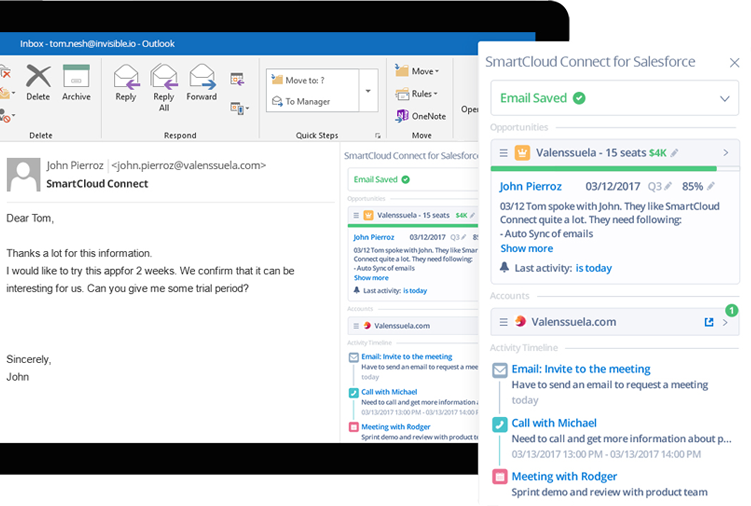 Inbox - tom.nesh@invisible.io - Outlook
Delete
Archive
Reply
Reply All
Forward
Move to: ?
To Manager
Move
Rules
OneNote
Delete
Respond
Quick Steps
Move
John Pierroz | <john.pierroz@valenssuela.com>
SmartCloud Connect
Dear Tom,
Thanks a lot for this information.
I would like to try this appfor 2 weeks. We confirm that it can be
interesting for us. Can you give me some trial period?
Sincerely,
John
SmartCloud Connect for Salesforce
Email Saved
Opportunities
Valenssuela - 15 seats $4K
John Pierroz 03/12/2017 Q3
03/12 Tom spoke with John. They like Smart
Connect quite a lot. They need following:
- Auto Sync of emails
Show more
Last activity: is today
Accounts
Valenssuela.com
Activity Timeline
Email: Invite to the meeting
Have to send an email to request a mee
today
Call with Michael
Need to call and get more information a
03/13/2017 13:00 PM - 03/13/2017 14:00
Meeting with Rodger
Sprint demo and review with product te
SmartCloud Connect for Salesforce
Email Saved
Opportunities
Valenssuela - 15 seats $4K
John Pierroz 03/12/2017 Q3 85%
03/12 Tom spoke with John. They like SmartCloud
Connect quite a lot. They need following:
- Auto Sync of emails
Show more
Last activity: is today
Accounts
1
Valenssuela.com
Activity Timeline
Email: Invite to the meeting
Have to send an email to request a meeting
today
Call with Michael
Need to call and get more information about p...
03/13/2017 13:00 PM - 03/13/2017 14:00 PM
Meeting with Rodger
Sprint demo and review with product team